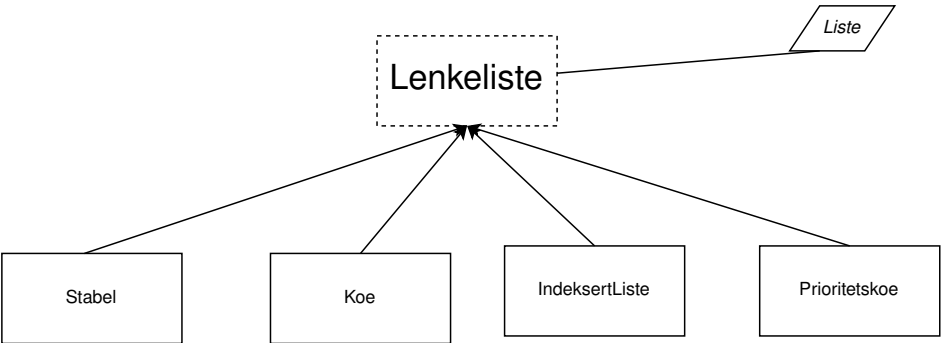 Liste
Lenkeliste
Stabel
Koe
IndeksertListe
Prioritetskoe